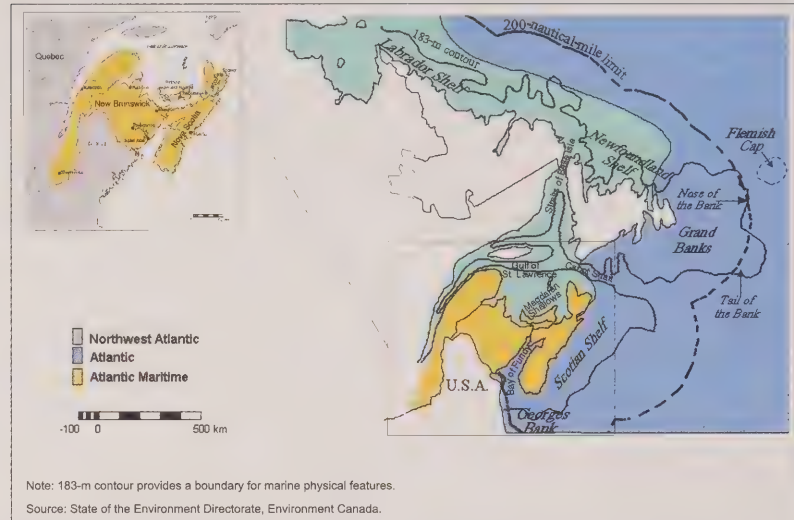 Quebec
New Brunswick
Nova Scotia
200-nautical-mile limit
183-m contour
Labrador Shelf
Newfoundland
Shelf
Flemish
Cap
Nose of
the Bank
Grand
Banks
Tail of
the Bank
Gulf of
St. Lawrence
Magdalen
Shallows
Scotian Shelf
Bay of Fundy
U.S.A.
Georges
Bank
Northwest Atlantic
Atlantic
Atlantic Maritime
-100 0 500 km
Note: 183-m contour provides a boundary for marine physical features.
Source: State of the Environment Directorate, Environment Canada.